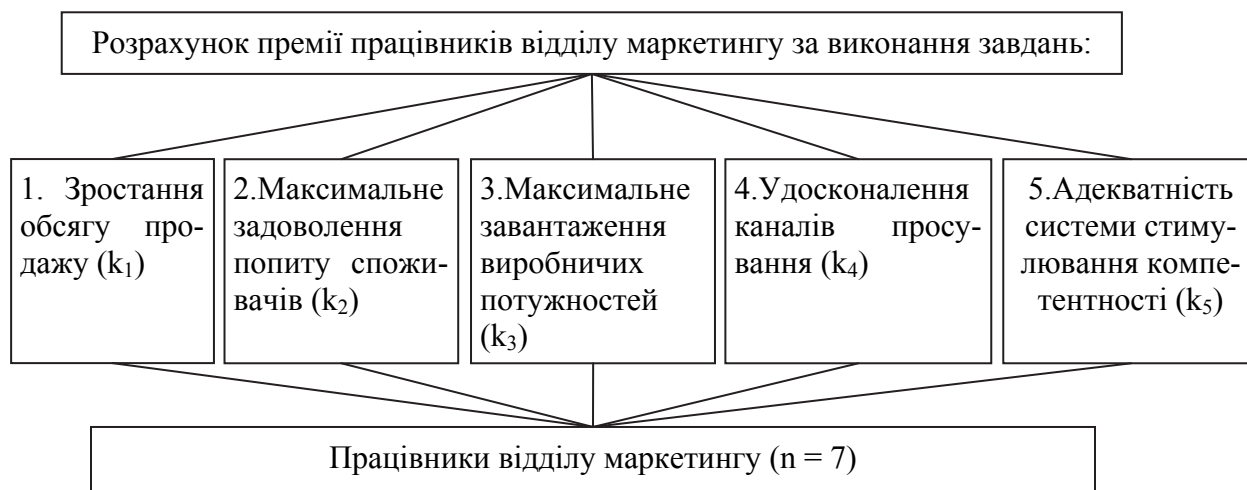 Розрахунок премії працівників відділу маркетингу за виконання завдань:
1. Зростання
обсягу про-
дажу (k₁)
2.Максимальне
задоволення
попиту спожи-
вачів (k₂)
3.Максимальне
завантаження
виробничих
потужностей
(k₃)
4.Удосконалення
каналів просу-
вання (k₄)
5.Адекватність
системи стиму-
лювання компе-
тентності (k₅)
Працівники відділу маркетингу (n = 7)